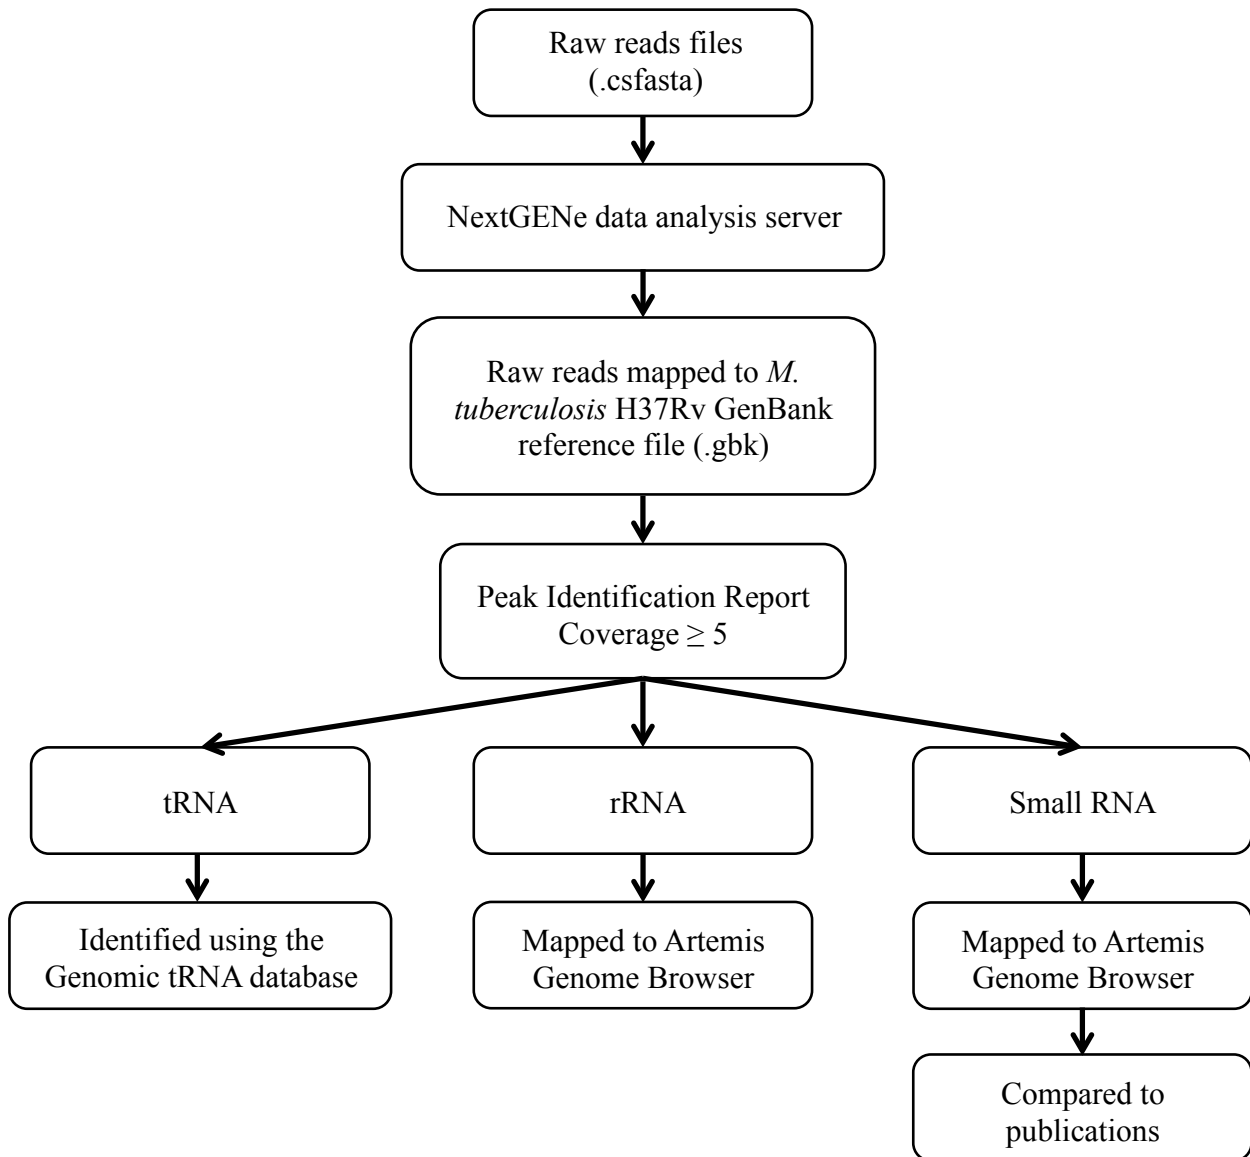 Raw reads files
(.csfasta)
NextGENe data analysis server
Raw reads mapped to M.
tuberculosis H37Rv GenBank
reference file (.gbk)
Peak Identification Report
Coverage ≥ 5
tRNA
rRNA
Small RNA
Identified using the
Genomic tRNA database
Mapped to Artemis
Genome Browser
Mapped to Artemis
Genome Browser
Compared to
publications